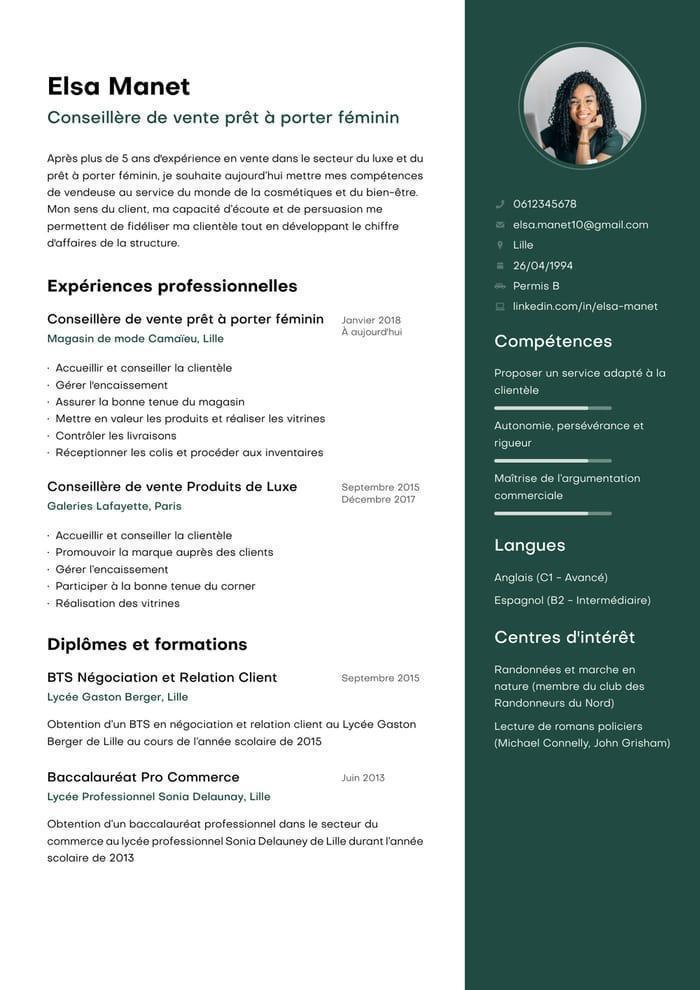 Elsa Manet
Conseillère de vente prêt à porter féminin
Après plus de 5 ans d'expérience en vente dans le secteur du luxe et du
prêt à porter féminin, je souhaite aujourd'hui mettre mes compétences
de vendeuse au service du monde de la cosmétiques et du bien-être.
Mon sens du client, ma capacité d'écoute et de persuasion me
permettent de fidéliser ma clientèle tout en développant le chiffre
d'affaires de la structure.
Expériences professionnelles
Conseillère de vente prêt à porter féminin
Janvier 2018
À aujourd'hui
Magasin de mode Camaïeu, Lille
· Accueillir et conseiller la clientèle
· Gérer l'encaissement
· Assurer la bonne tenue du magasin
· Mettre en valeur les produits et réaliser les vitrines
· Contrôler les livraisons
· Réceptionner les colis et procéder aux inventaires
Conseillère de vente Produits de Luxe
Septembre 2015
Décembre 2017
Galeries Lafayette, Paris
· Accueillir et conseiller la clientèle
· Promouvoir la marque auprès des clients
· Gérer l'encaissement
· Participer à la bonne tenue du corner
· Réalisation des vitrines
Diplômes et formations
BTS Négociation et Relation Client
Septembre 2015
Lycée Gaston Berger, Lille
Obtention d'un BTS en négociation et relation client au Lycée Gaston
Berger de Lille au cours de l'année scolaire de 2015
Baccalauréat Pro Commerce
Juin 2013
Lycée Professionnel Sonia Delaunay, Lille
Obtention d'un baccalauréat professionnel dans le secteur du
commerce au lycée professionnel Sonia Delauney de Lille durant l'année
scolaire de 2013
0612345678
elsa.manet10@gmail.com
Lille
26/04/1994
Permis B
linkedin.com/in/elsa-manet
Compétences
Proposer un service adapté à la
clientèle
Autonomie, persévérance et
rigueur
Maîtrise de l'argumentation
commerciale
Langues
Anglais (C1 - Avancé)
Espagnol (B2 - Intermédiaire)
Centres d'intérêt
Randonnées et marche en
nature (membre du club des
Randonneurs du Nord)
Lecture de romans policiers
(Michael Connelly, John Grisham)